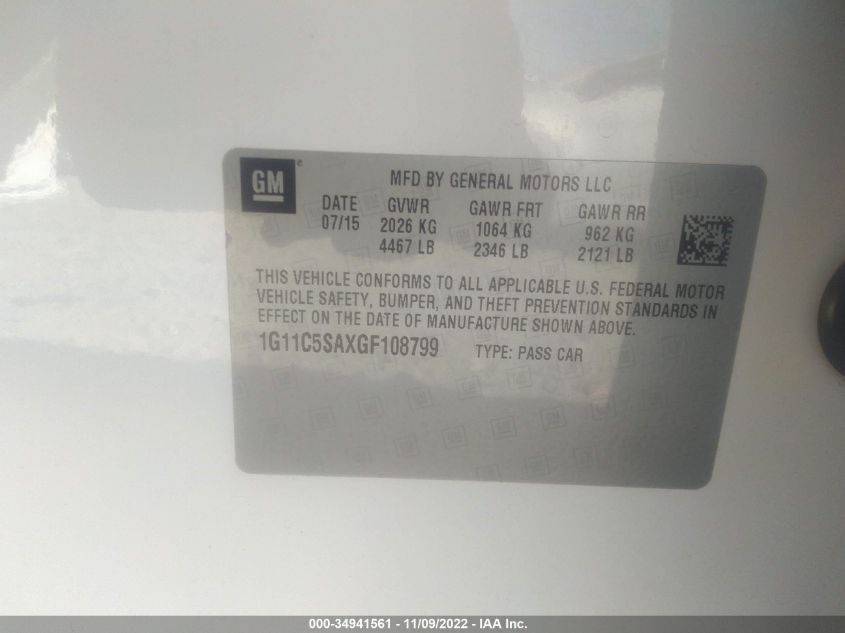 GM®
MFD BY GENERAL MOTORS LLC
DATE GVWR GAWR FRT GAWR RR
07/15 2026 KG 1064 KG 962 KG
4467 LB 2346 LB 2121 LB
THIS VEHICLE CONFORMS TO ALL APPLICABLE U.S. FEDERAL MOTOR
VEHICLE SAFETY, BUMPER, AND THEFT PREVENTION STANDARDS IN
EFFECT ON THE DATE OF MANUFACTURE SHOWN ABOVE.
1G11C5SAXGF108799 TYPE: PASS CAR
000-34941561 - 11/09/2022 - IAA Inc.